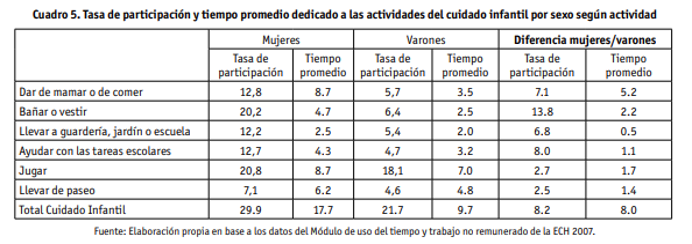 Cuadro 5. Tasa de participación y tiempo promedio dedicado a las actividades del cuidado infantil por sexo según actividad
Mujeres Varones Diferencia mujeres/varones
Tasa de participación Tiempo promedio Tasa de participación Tiempo promedio Tasa de participación Tiempo promedio
Dar de mamar o de comer 12,8 8.7 5,7 3.5 7.1 5.2
Bañar o vestir 20,2 4.7 6,4 2.5 13.8 2.2
Llevar a guardería, jardín o escuela 12,2 2.5 5,4 2.0 6.8 0.5
Ayudar con las tareas escolares 12,7 4.3 4,7 3.2 8.0 1.1
Jugar 20,8 8.7 18,1 7.0 2.7 1.7
Llevar de paseo 7,1 6.2 4,6 4.8 2.5 1.4
Total Cuidado Infantil 29.9 17.7 21.7 9.7 8.2 8.0
Fuente: Elaboración propia en base a los datos del Módulo de uso del tiempo y trabajo no remunerado de la ECH 2007.